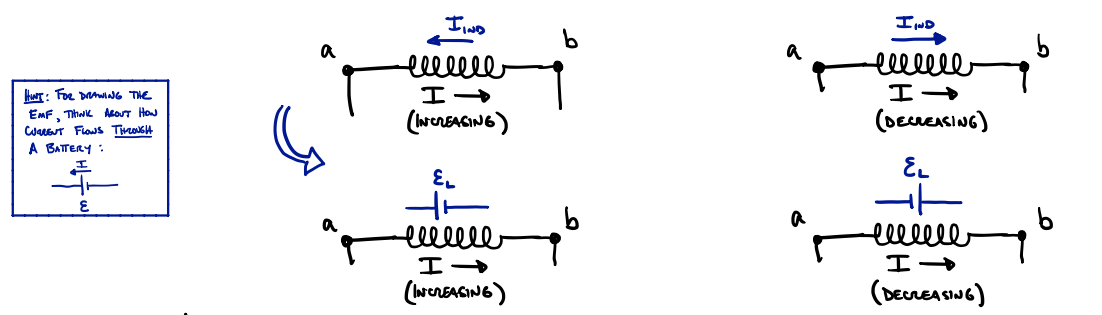 HINT: FOR DRAWING THE
EMF, THINK ABOUT HOW
CURRENT FLOWS THROUGH
A BATTERY:
I
ε
I_IND
a
b
I
(INCREASING)
I_IND
a
b
I
(DECREASING)
ε_L
a
b
I
(INCREASING)
ε_L
a
b
I
(DECREASING)